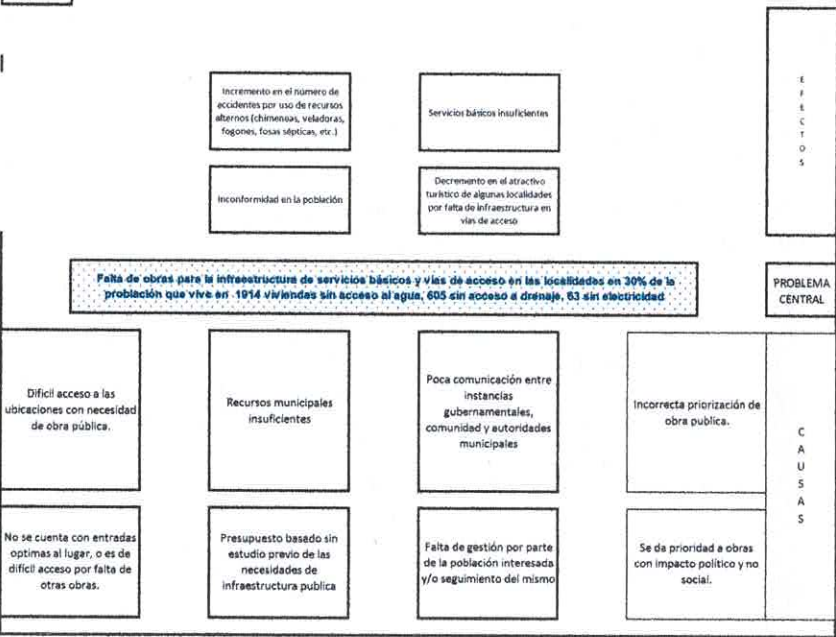 Incremento en el número de
accidentes por uso de recursos
alternos (chimeneas, veladoras,
fogones, fosas sépticas, etc.)
Servicios básicos insuficientes
E
F
E
C
T
O
S
Inconformidad en la población
Decremento en el atractivo
turístico de algunas localidades
por falta de infraestructura en
vías de acceso
Falta de obras para la infraestructura de servicios básicos y vías de acceso en las localidades en 30% de la
problación que vive en 1914 viviendas sin acceso al agua, 605 sin acceso a drenaje, 63 sin electricidad
PROBLEMA
CENTRAL
Dificil acceso a las
ubicaciones con necesidad
de obra pública.
Recursos municipales
insuficientes
Poca comunicación entre
instancias
gubernamentales,
comunidad y autoridades
municipales
Incorrecta priorización de
obra publica.
C
A
U
S
A
S
No se cuenta con entradas
optimas al lugar, o es de
difícil acceso por falta de
otras obras.
Presupuesto basado sin
estudio previo de las
necesidades de
infraestructura publica
Falta de gestión por parte
de la población interesada
y/o seguimiento del mismo
Se da prioridad a obras
con impacto político y no
social.